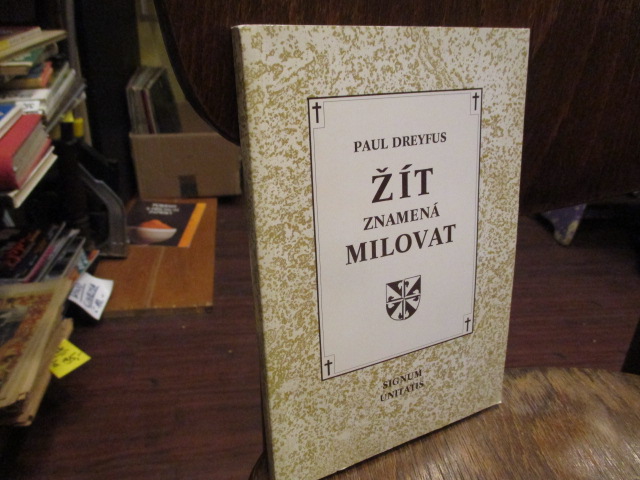 PAUL DREYFUS
ŽÍT
ZNAMENÁ
MILOVAT
SIGNUM
UNITATIS